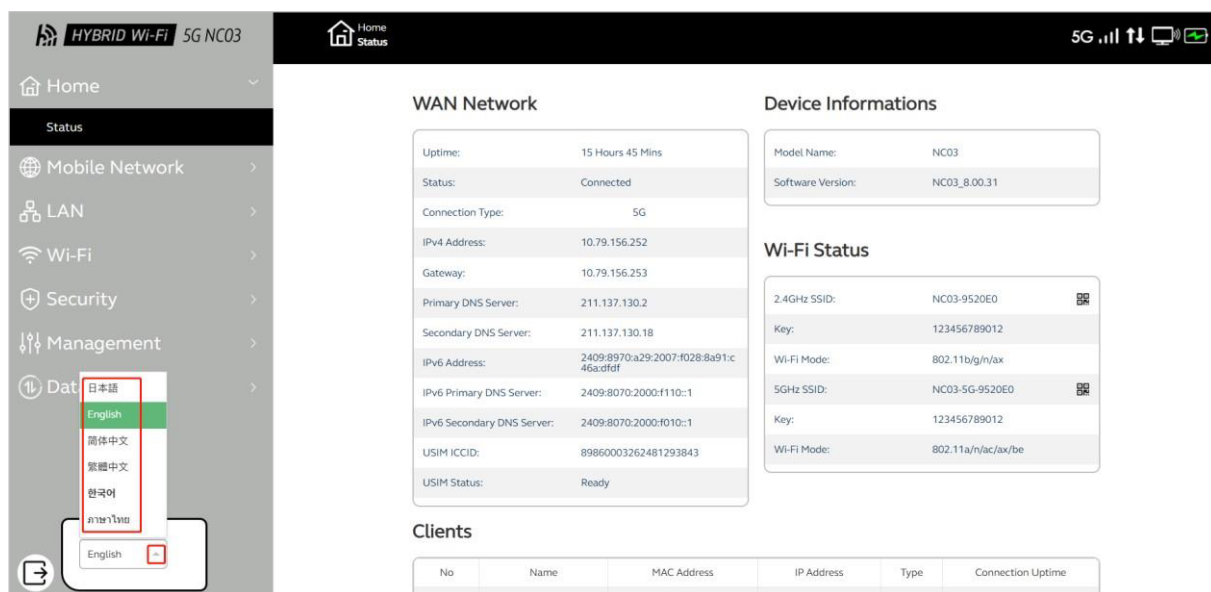 HYBRID Wi-Fi 5G NC03
Home
Status
5G
Home
Status
Mobile Network
LAN
Wi-Fi
Security
Management
Dat
日本語
English
简体中文
繁體中文
한국어
ภาษาไทย
English
WAN Network
Uptime: 15 Hours 45 Mins
Status: Connected
Connection Type: 5G
IPv4 Address: 10.79.156.252
Gateway: 10.79.156.253
Primary DNS Server: 211.137.130.2
Secondary DNS Server: 211.137.130.18
IPv6 Address: 2409:8970:a29:2007:f028:8a91:c
46a:dfdf
IPv6 Primary DNS Server: 2409:8070:2000:f110::1
IPv6 Secondary DNS Server: 2409:8070:2000:f010::1
USIM ICCID: 89860003262481293843
USIM Status: Ready
Device Informations
Model Name: NC03
Software Version: NC03_8.00.31
Wi-Fi Status
2.4GHz SSID: NC03-9520E0
Key: 123456789012
Wi-Fi Mode: 802.11b/g/n/ax
5GHz SSID: NC03-5G-9520E0
Key: 123456789012
Wi-Fi Mode: 802.11a/n/ac/ax/be
Clients
No Name MAC Address IP Address Type Connection Uptime